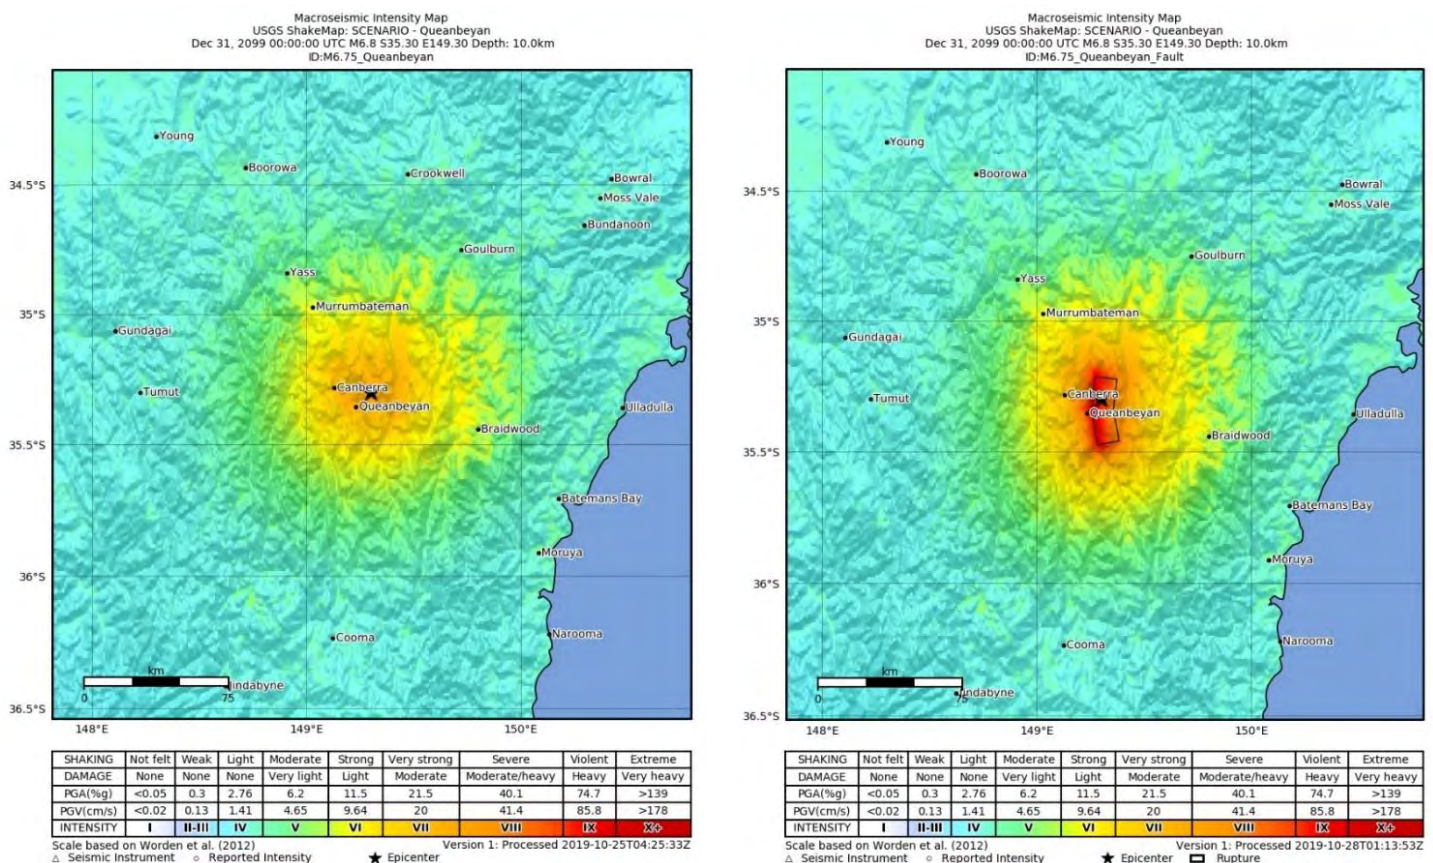 Macroseismic Intensity Map
USGS ShakeMap: SCENARIO - Queanbeyan
Dec 31, 2099 00:00:00 UTC M6.8 S35.30 E149.30 Depth: 10.0km
ID:M6.75_Queanbeyan
Young
Boorowa
Crookwell
Bowral
34.5°S
Moss Vale
Bundanoon
Goulburn
Yass
Murrumbateman
35°S
Gundagai
Canberra
Tumut
Queanbeyan
Ulladulla
Braidwood
35.5°S
Batemans Bay
Moruya
36°S
Narooma
Cooma
km
Jindabyne
0 75
36.5°S
148°E 149°E 150°E
SHAKING Not felt Weak Light Moderate Strong Very strong Severe Violent Extreme
DAMAGE None None None Very light Light Moderate Moderate/heavy Heavy Very heavy
PGA(%g) <0.05 0.3 2.76 6.2 11.5 21.5 40.1 74.7 >139
PGV(cm/s) <0.02 0.13 1.41 4.65 9.64 20 41.4 85.8 >178
INTENSITY I II-III IV V VI VII VIII IX X+
Scale based on Worden et al. (2012) Version 1: Processed 2019-10-25T04:25:33Z
△ Seismic Instrument ○ Reported Intensity ★ Epicenter
Macroseismic Intensity Map
USGS ShakeMap: SCENARIO - Queanbeyan
Dec 31, 2099 00:00:00 UTC M6.8 S35.30 E149.30 Depth: 10.0km
ID:M6.75_Queanbeyan_Fault
Young
Boorowa
Bowral
34.5°S
Moss Vale
Goulburn
Yass
Murrumbateman
35°S
Gundagai
Canberra
Tumut
Queanbeyan
Ulladulla
Braidwood
35.5°S
Batemans Bay
Moruya
36°S
Narooma
Cooma
km
Jindabyne
0 75
36.5°S
148°E 149°E 150°E
SHAKING Not felt Weak Light Moderate Strong Very strong Severe Violent Extreme
DAMAGE None None None Very light Light Moderate Moderate/heavy Heavy Very heavy
PGA(%g) <0.05 0.3 2.76 6.2 11.5 21.5 40.1 74.7 >139
PGV(cm/s) <0.02 0.13 1.41 4.65 9.64 20 41.4 85.8 >178
INTENSITY I II-III IV V VI VII VIII IX X+
Scale based on Worden et al. (2012) Version 1: Processed 2019-10-28T01:13:53Z
△ Seismic Instrument ○ Reported Intensity ★ Epicenter □ Rupture